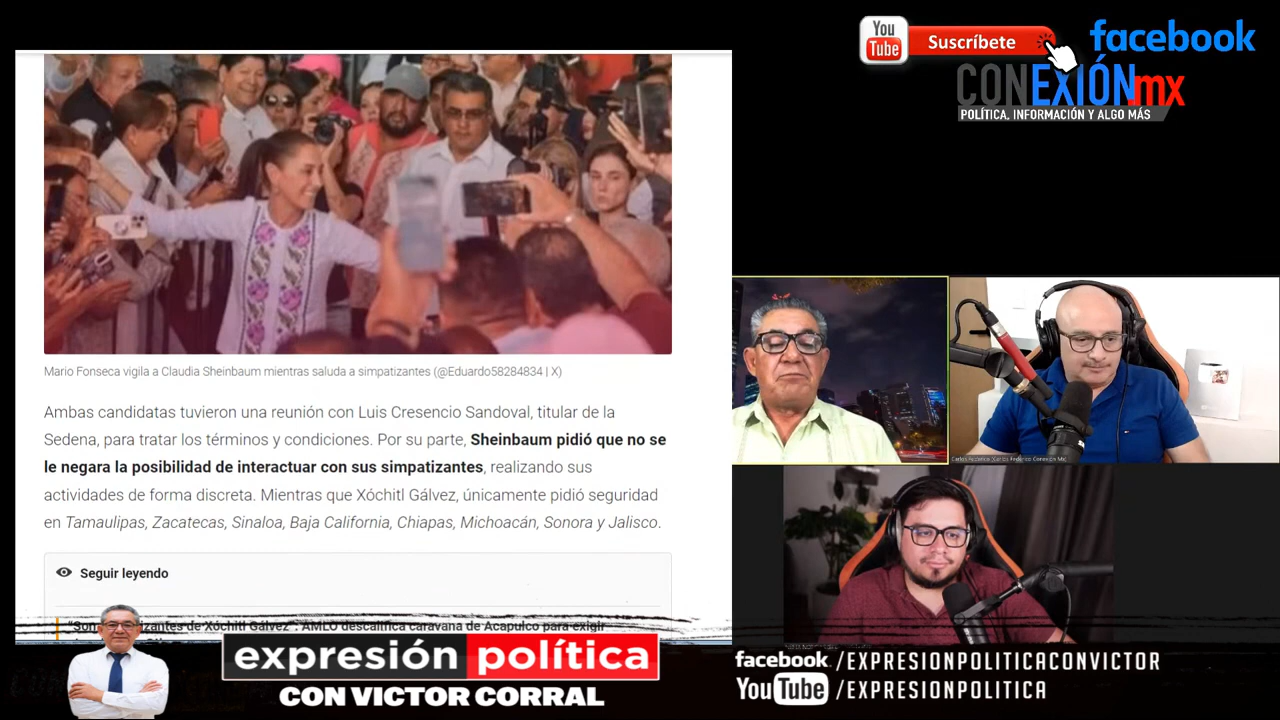 You
Tube
Suscríbete
facebook
CONEXIÓNmx
POLÍTICA, INFORMACIÓN Y ALGO MÁS
Mario Fonseca vigila a Claudia Sheinbaum mientras saluda a simpatizantes (@Eduardo58284834 | X)
Ambas candidatas tuvieron una reunión con Luis Cresencio Sandoval, titular de la
Sedena, para tratar los términos y condiciones. Por su parte, Sheinbaum pidió que no se
le negara la posibilidad de interactuar con sus simpatizantes, realizando sus
actividades de forma discreta. Mientras que Xóchitl Gálvez, únicamente pidió seguridad
en Tamaulipas, Zacatecas, Sinaloa, Baja California, Chiapas, Michoacán, Sonora y Jalisco.
Seguir leyendo
de Xóchitl Gálvez": AMLO descalifica caravana de Acapulco para exigir
expresión política
CON VICTOR CORRAL
facebook /EXPRESIONPOLITICACONVICTOR
YouTube /EXPRESIONPOLITICA